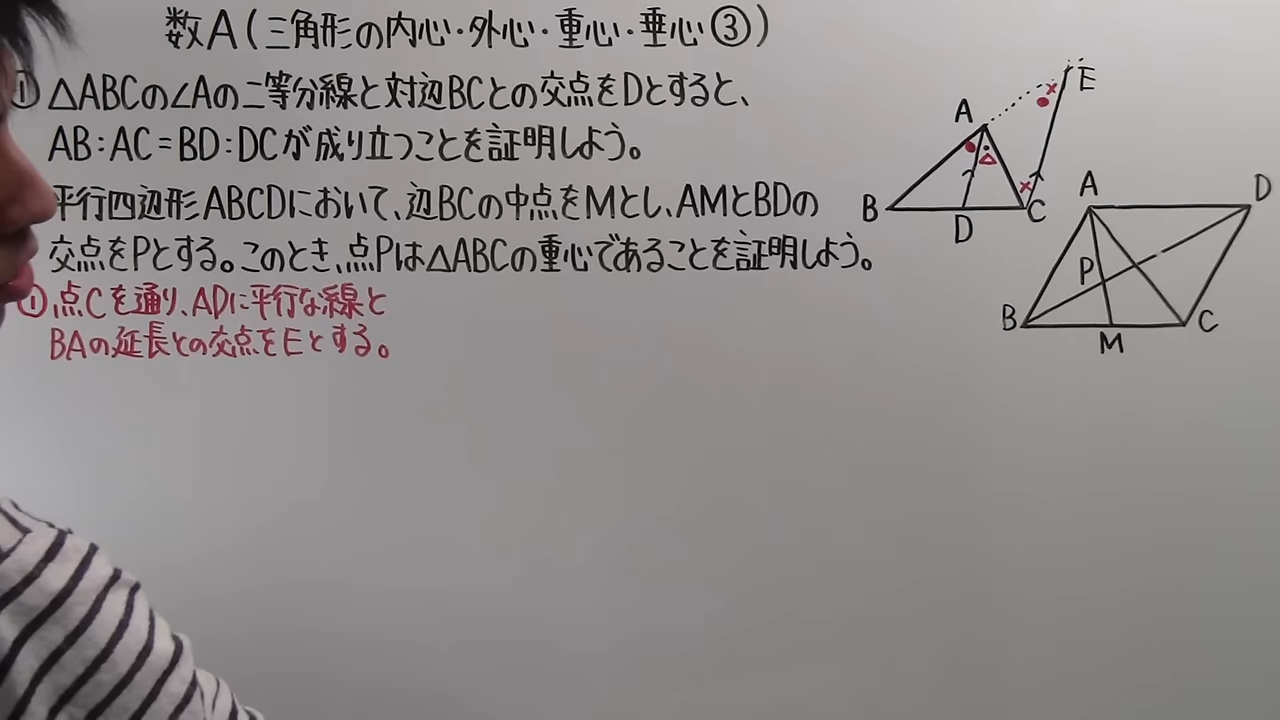 数A(三角形の内心・外心・重心・垂心③)
① △ABCの∠Aの二等分線と対辺BCとの交点をDとすると、
AB:AC=BD:DCが成り立つことを証明しよう。
平行四辺形ABCDにおいて、辺BCの中点をMとし、AMとBDの
交点をPとする。このとき、点Pは△ABCの重心であることを証明しよう。
① 点Cを通り、ADに平行な線と
BAの延長との交点をEとする。
A
E
B
D
C
A
D
P
B
M
C